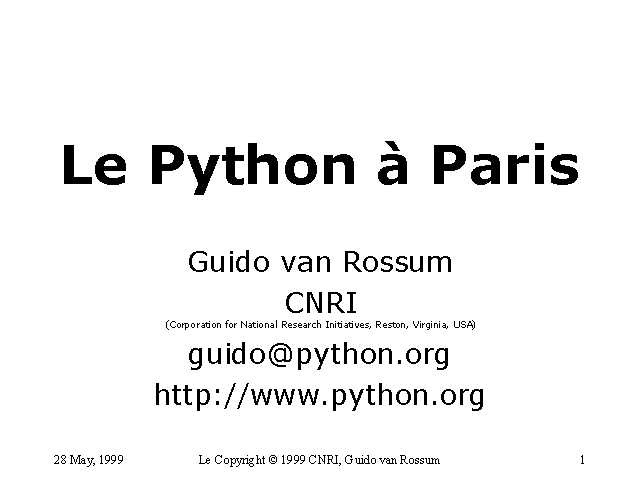 Le Python à Paris
Guido van Rossum
CNRI
(Corporation for National Research Initiatives, Reston, Virginia, USA)
guido@python.org
http://www.python.org
28 May, 1999 Le Copyright © 1999 CNRI, Guido van Rossum 1